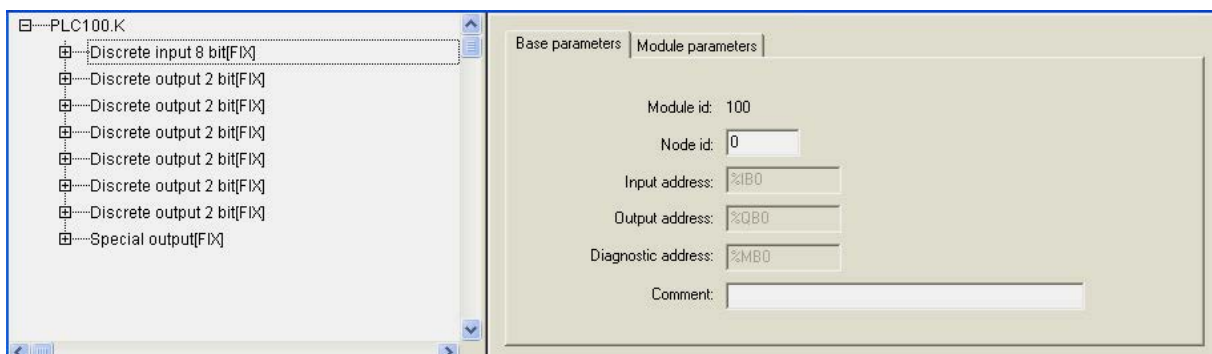 PLC100.K
Discrete input 8 bit[FIX]
Discrete output 2 bit[FIX]
Discrete output 2 bit[FIX]
Discrete output 2 bit[FIX]
Discrete output 2 bit[FIX]
Discrete output 2 bit[FIX]
Discrete output 2 bit[FIX]
Special output[FIX]
Base parameters Module parameters
Module id: 100
Node id: 0
Input address: %IB0
Output address: %QB0
Diagnostic address: %MB0
Comment: